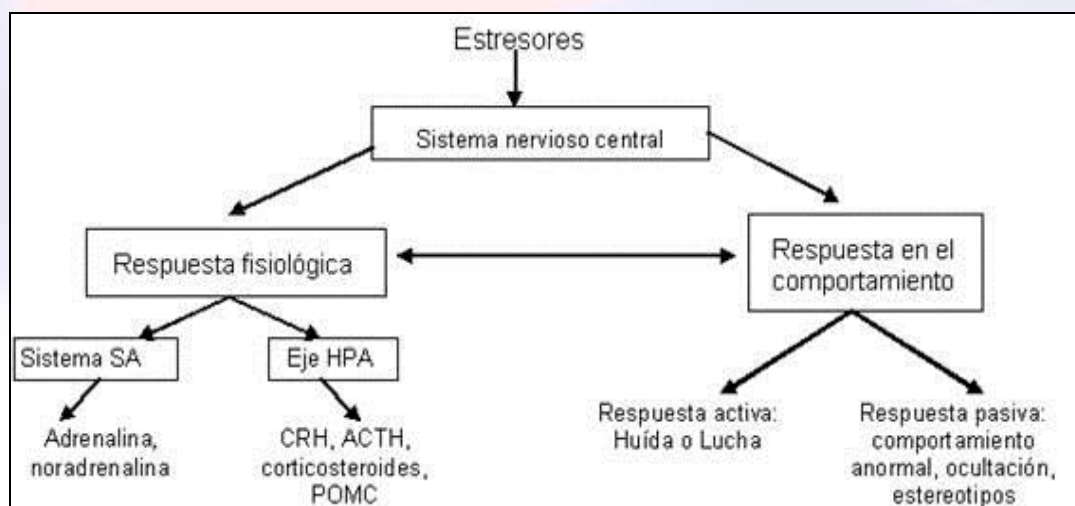 Estresores
Sistema nervioso central
Respuesta fisiológica
Respuesta en el
comportamiento
Sistema SA
Eje HPA
Adrenalina,
noradrenalina
CRH, ACTH,
corticosteroides,
POMC
Respuesta activa:
Huída o Lucha
Respuesta pasiva:
comportamiento
anormal, ocultación,
estereotipos